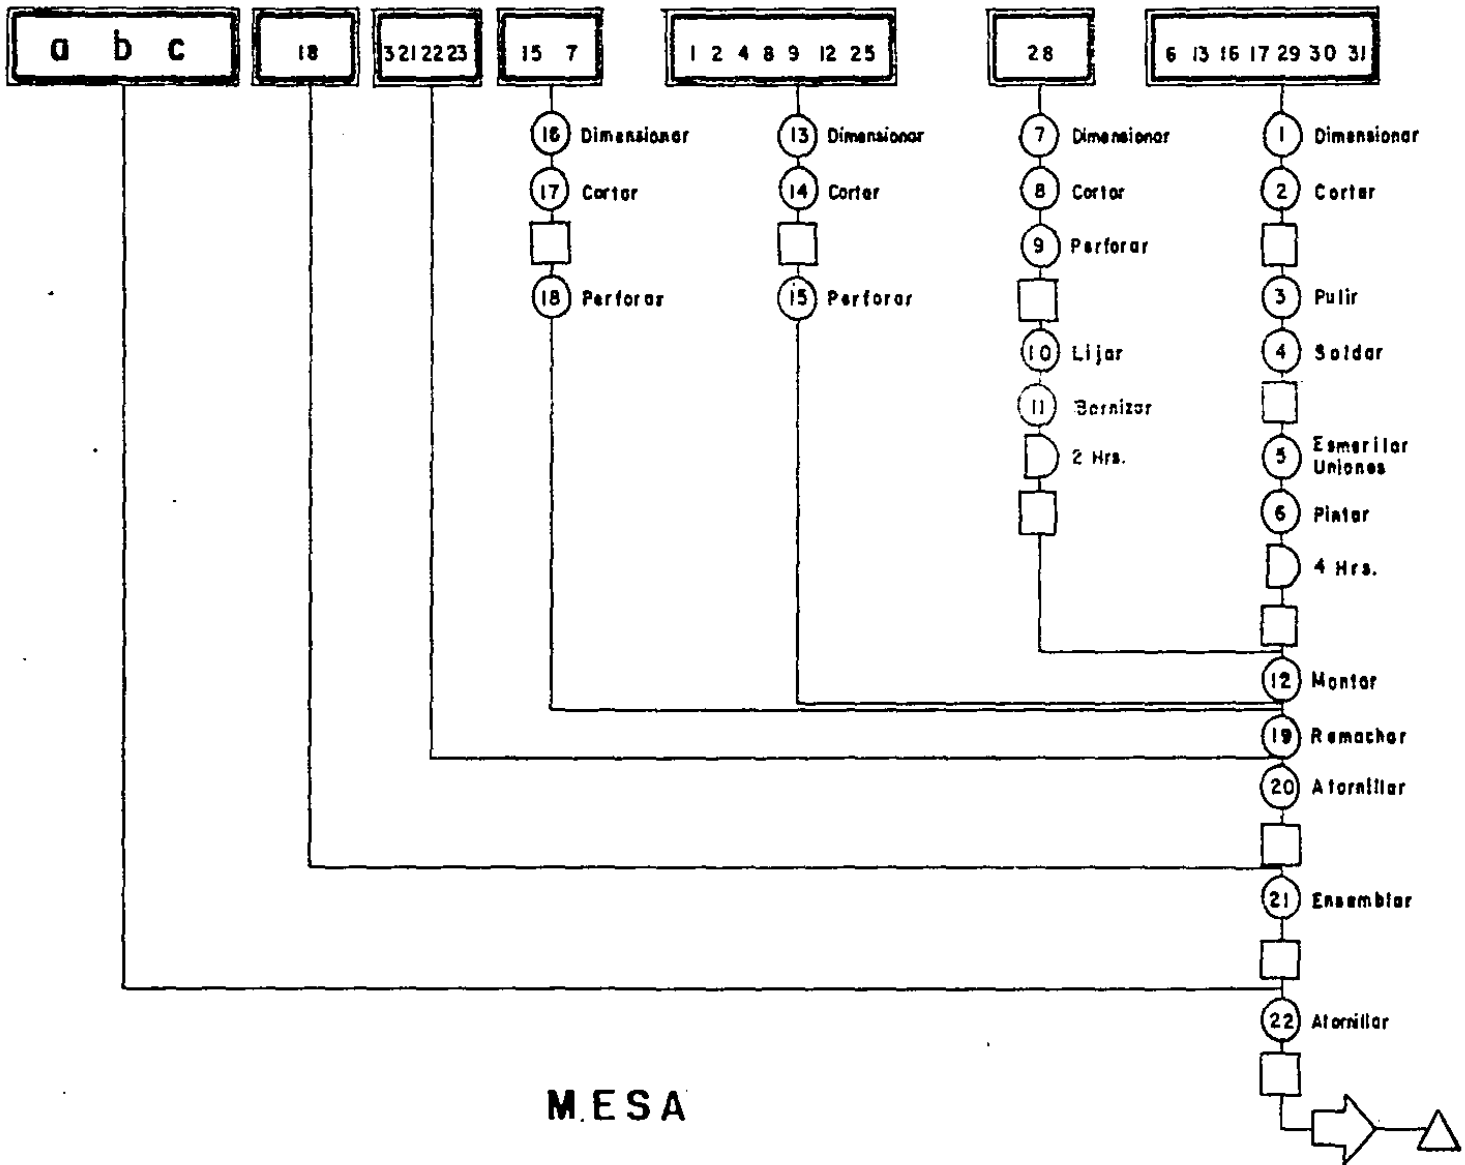 a b c
18
3 21 22 23
15 7
1 2 4 8 9 12 25
28
6 13 16 17 29 30 31
16 Dimensionar
13 Dimensionar
7 Dimensionar
1 Dimensionar
17 Cortar
14 Cortar
8 Cortar
2 Cortar
9 Perforar
18 Perforar
15 Perforar
3 Pulir
10 Lijar
4 Soldar
11 Barnizar
2 Hrs.
5 Esmerilar
Uniones
6 Pintar
4 Hrs.
12 Montar
19 Remachar
20 Atornillar
21 Ensamblar
22 Atornillar
MESA